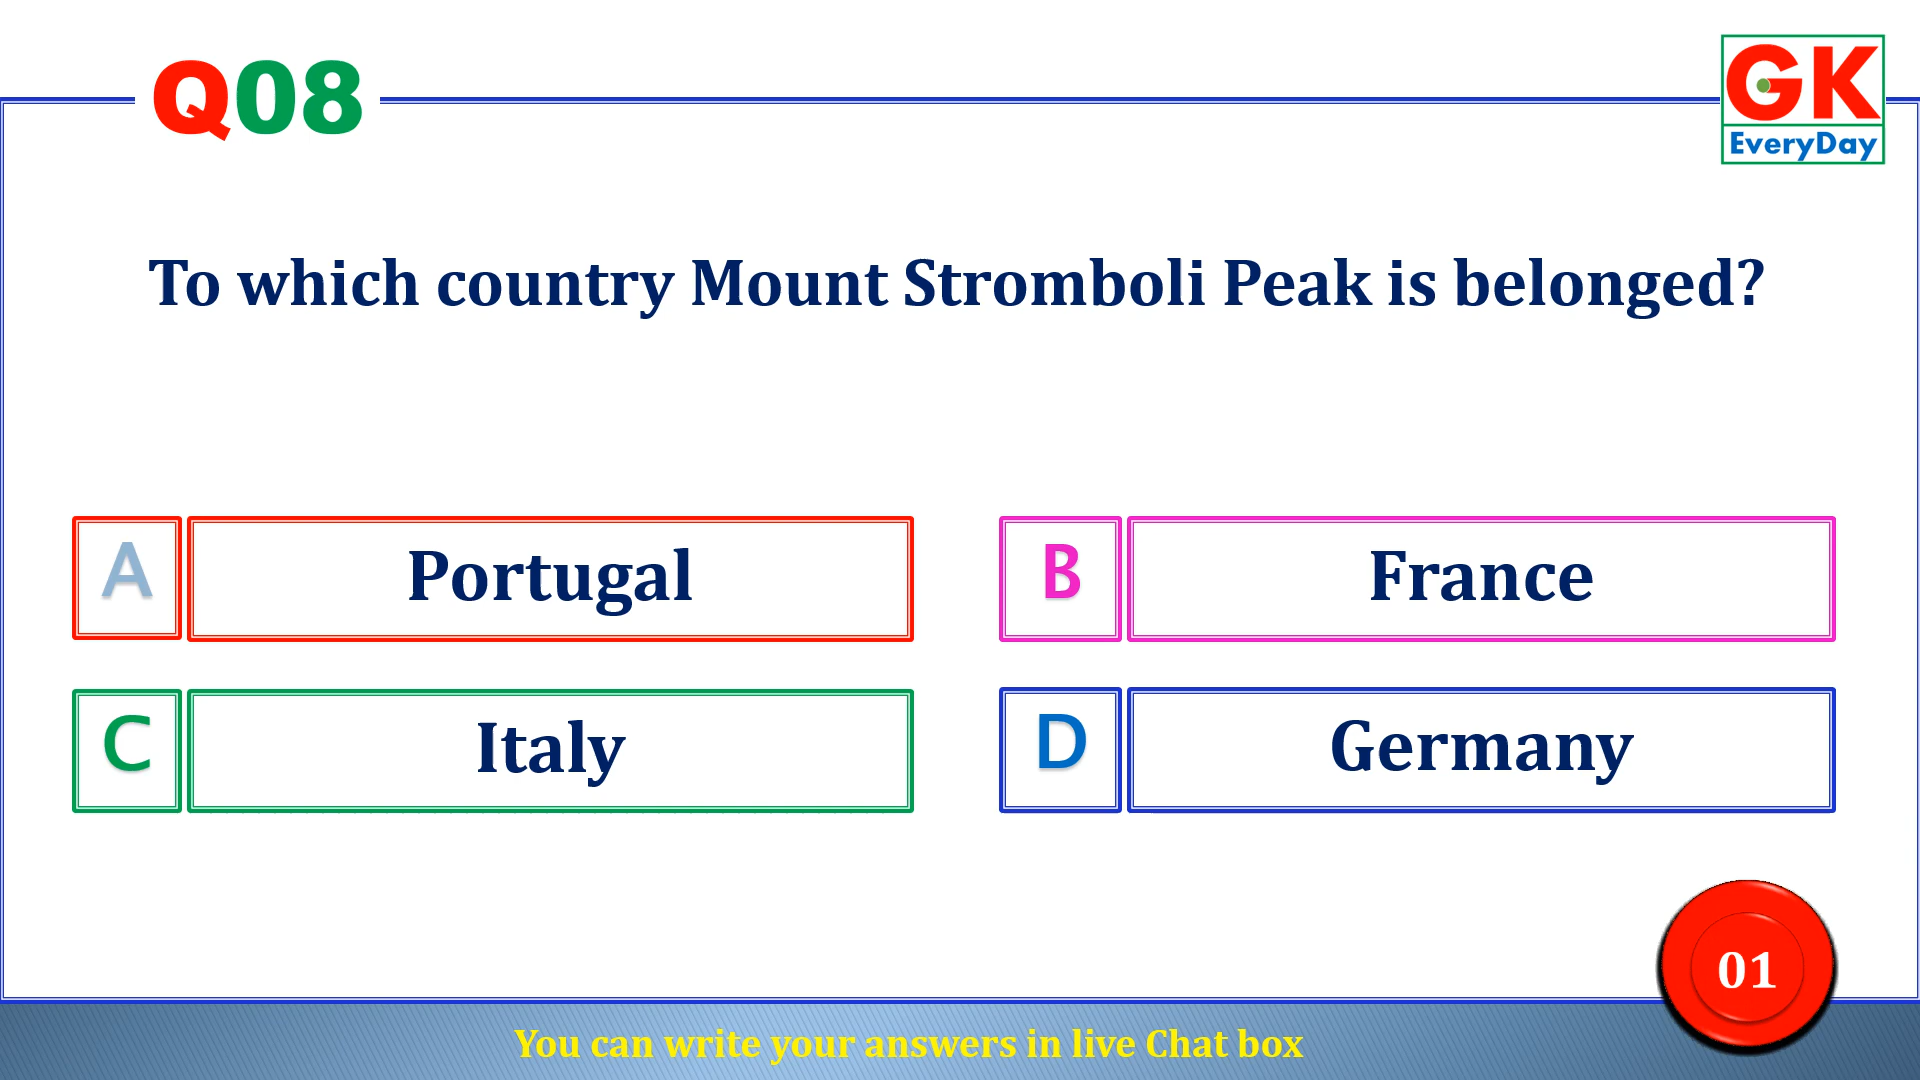 Q08
GK
EveryDay
To which country Mount Stromboli Peak is belonged?
A Portugal
B France
C Italy
D Germany
01
You can write your answers in live Chat box